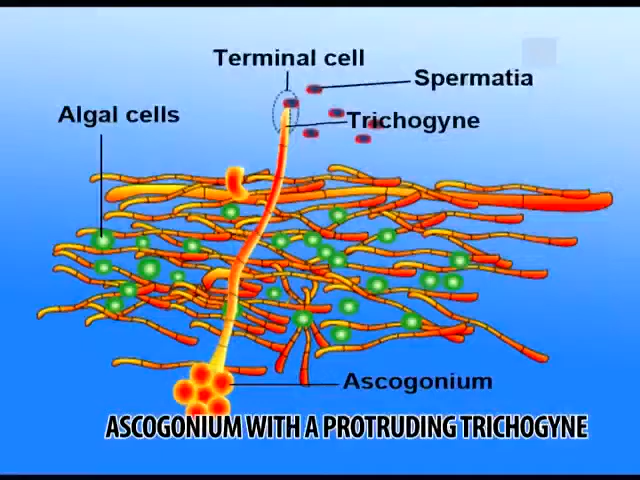 Terminal cell
Spermatia
Algal cells
Trichogyne
Ascogonium
ASCOGONIUM WITH A PROTRUDING TRICHOGYNE